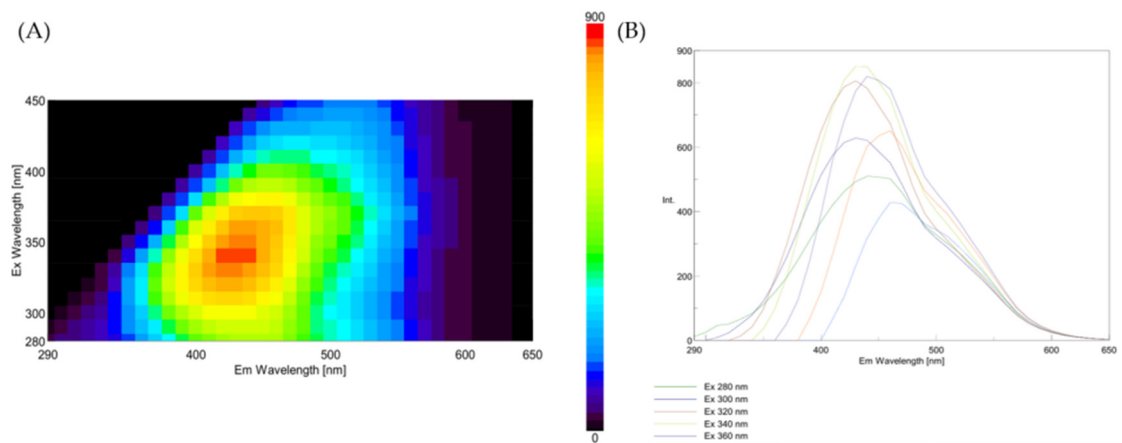 (A)
450
400
350
300
280
Ex Wavelength [nm]
290
400
500
600
650
Em Wavelength [nm]
900
0
(B)
900
800
600
400
200
0
Int.
290
400
500
600
650
Em Wavelength [nm]
Ex 280 nm
Ex 300 nm
Ex 320 nm
Ex 340 nm
Ex 360 nm